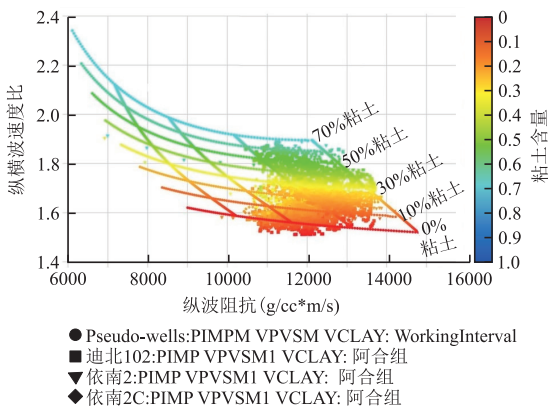 2.4
2.2
2.0
1.8
1.6
1.4
纵横波速度比
6000 8000 10000 12000 14000 16000
纵波阻抗(g/cc*m/s)
70%粘土
50%粘土
30%粘土
10%粘土
0%
粘土
0
0.1
0.2
0.3
0.4
0.5
0.6
0.7
0.8
0.9
1.0
粘土含量
Pseudo-wells:PIMPM VPVSM VCLAY: WorkingInterval
迪北102:PIMP VPVSM1 VCLAY: 阿合组
依南2:PIMP VPVSM1 VCLAY: 阿合组
依南2C:PIMP VPVSM1 VCLAY: 阿合组